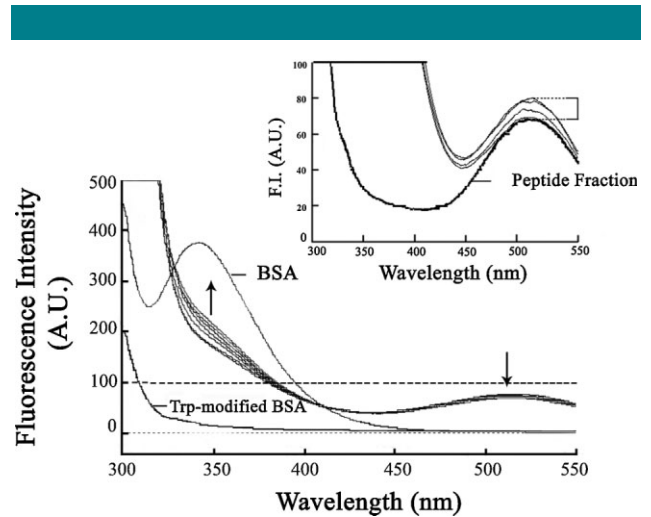 100
80
60
40
20
0
F.I. (A.U.)
Peptide Fraction
300 350 400 450 500 550
Wavelength (nm)
500
400
300
200
100
0
Fluorescence Intensity
(A.U.)
BSA
Trp-modified BSA
300 350 400 450 500 550
Wavelength (nm)